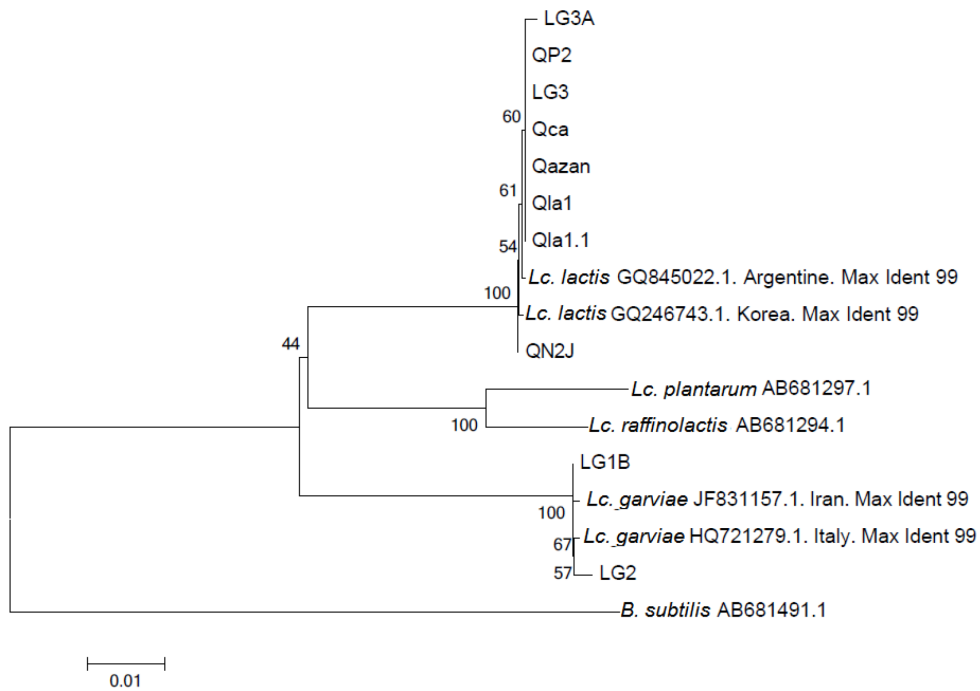 LG3A
QP2
LG3
60
Qca
Qazan
61
Qla1
54
Qla1.1
Lc. lactis GQ845022.1. Argentine. Max Ident 99
100
Lc. lactis GQ246743.1. Korea. Max Ident 99
44
QN2J
Lc. plantarum AB681297.1
100
Lc. raffinolactis AB681294.1
LG1B
Lc._garviae JF831157.1. Iran. Max Ident 99
100
Lc._garviae HQ721279.1. Italy. Max Ident 99
67
57
LG2
B. subtilis AB681491.1
0.01